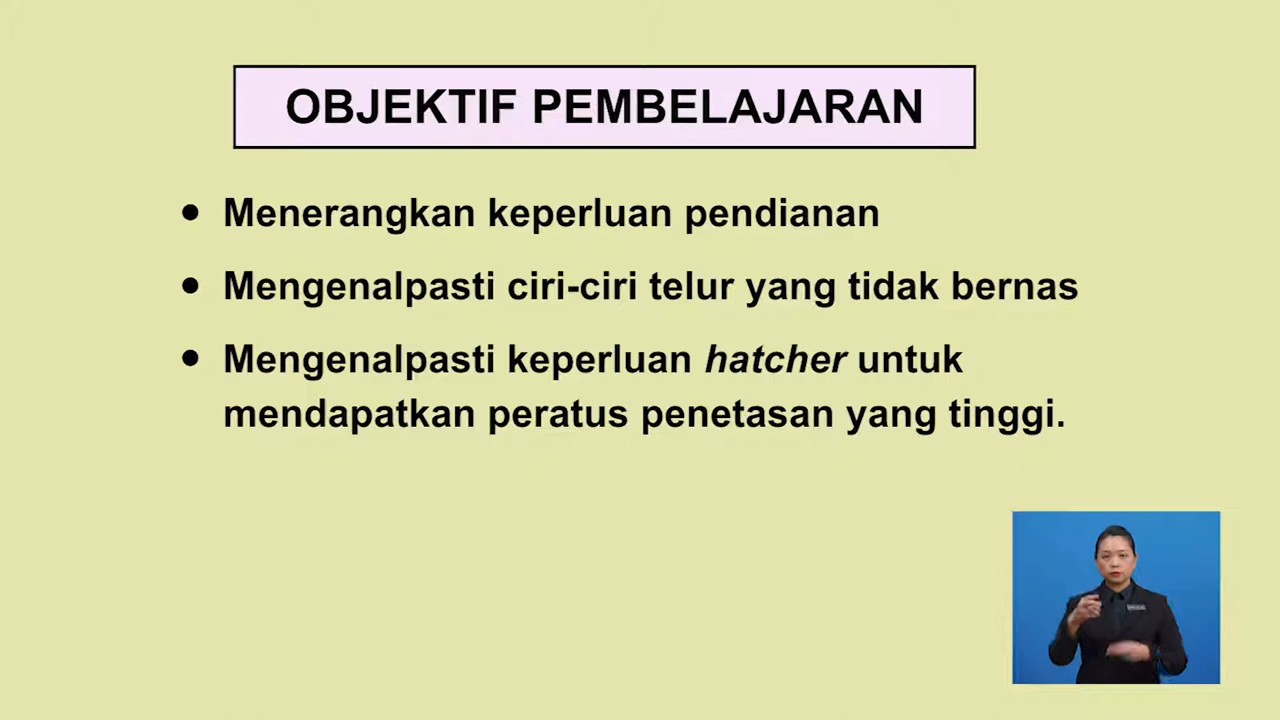 OBJEKTIF PEMBELAJARAN
• Menerangkan keperluan pendianan
• Mengenalpasti ciri-ciri telur yang tidak bernas
• Mengenalpasti keperluan hatcher untuk
mendapatkan peratus penetasan yang tinggi.